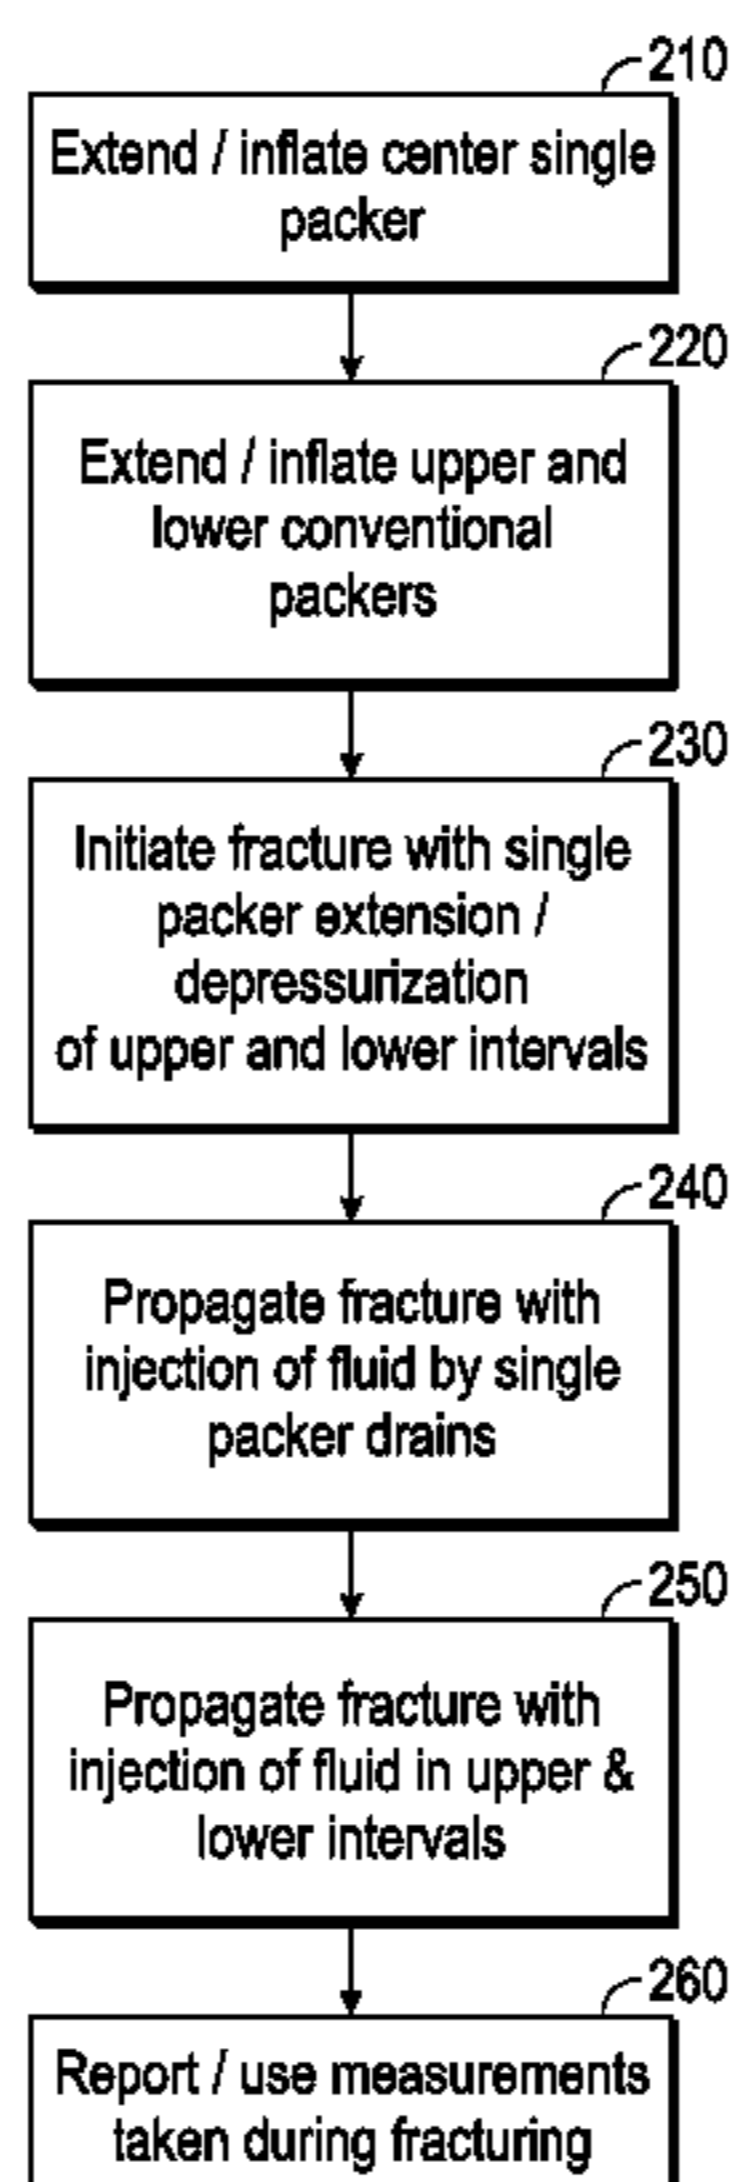 210
Extend / inflate center single
packer
220
Extend / inflate upper and
lower conventional
packers
230
Initiate fracture with single
packer extension /
depressurization
of upper and lower intervals
240
Propagate fracture with
injection of fluid by single
packer drains
250
Propagate fracture with
injection of fluid in upper &
lower intervals
260
Report / use measurements
taken during fracturing